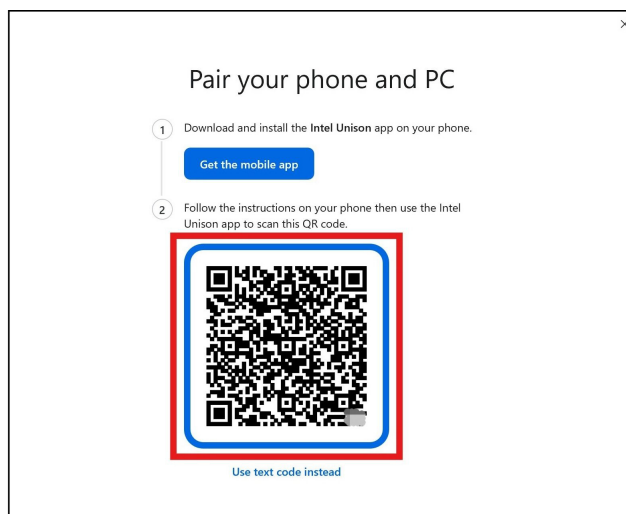 Pair your phone and PC
1 Download and install the Intel Unison app on your phone.
Get the mobile app
2 Follow the instructions on your phone then use the Intel
Unison app to scan this QR code.
Use text code instead